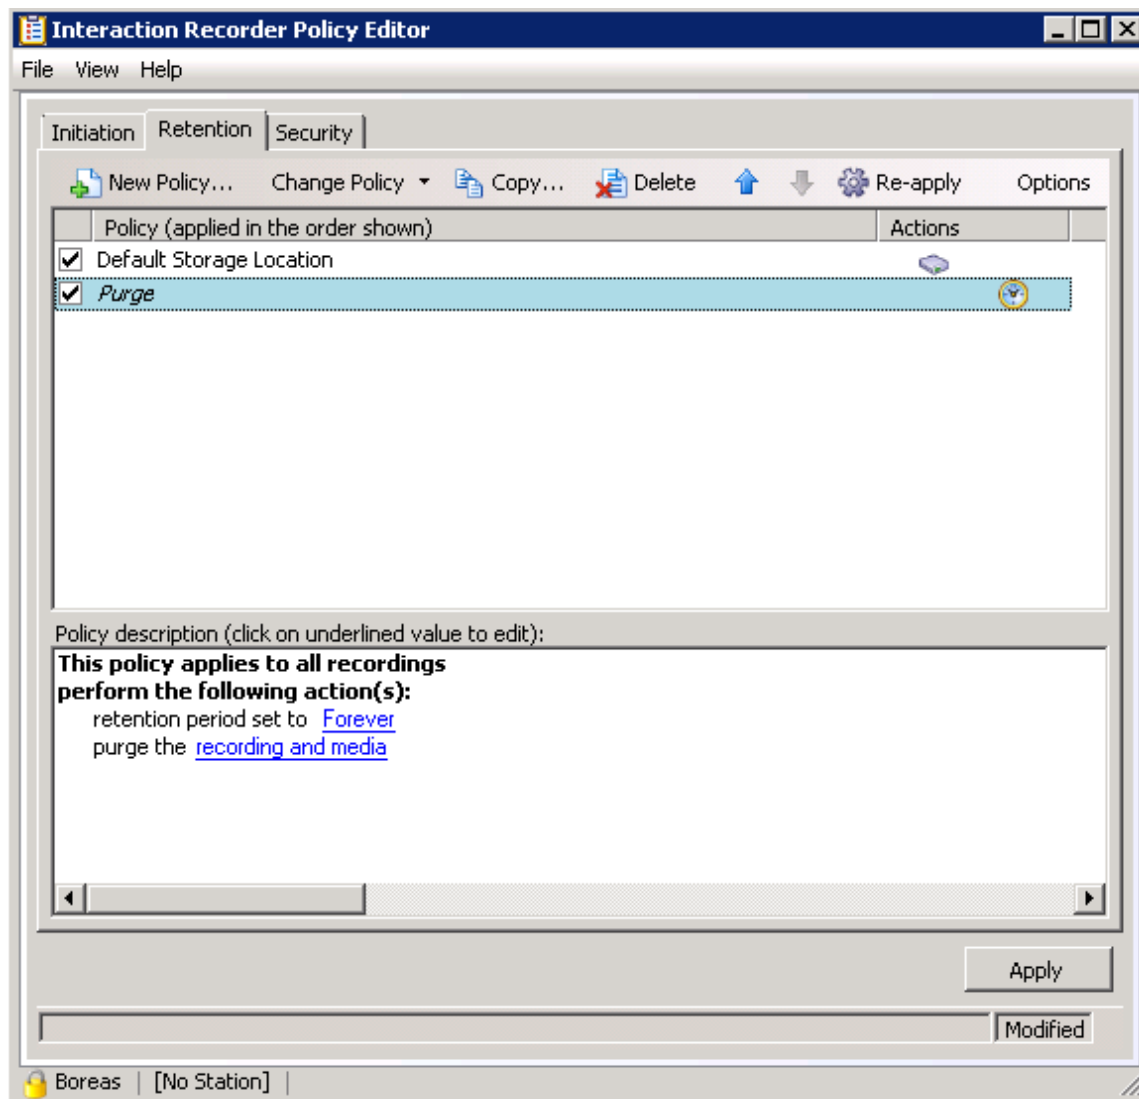 Interaction Recorder Policy Editor
File View Help
Initiation Retention Security
New Policy... Change Policy Copy... Delete Re-apply Options
Policy (applied in the order shown) Actions
Default Storage Location
Purge
Policy description (click on underlined value to edit):
This policy applies to all recordings
perform the following action(s):
retention period set to Forever
purge the recording and media
Apply
Modified
Boreas | [No Station] |